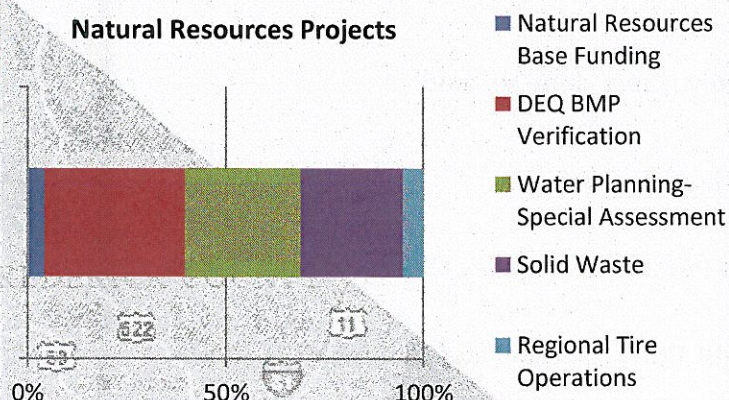 Natural Resources Projects
Natural Resources
Base Funding
DEQ BMP
Verification
Water Planning-
Special Assessment
Solid Waste
Regional Tire
Operations
522
11
0%
50%
100%